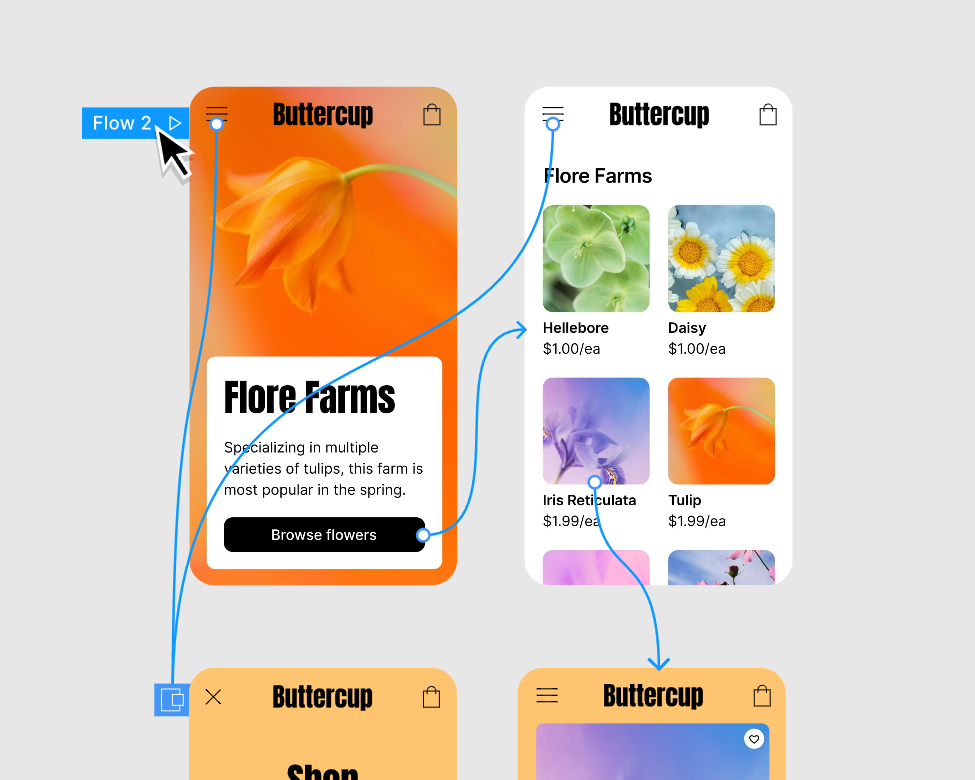 Flow 2
Buttercup
Flore Farms
Specializing in multiple
varieties of tulips, this farm is
most popular in the spring.
Browse flowers
Buttercup
Flore Farms
Hellebore
$1.00/ea
Daisy
$1.00/ea
Iris Reticulata
$1.99/ea
Tulip
$1.99/ea
Buttercup
Shop
Buttercup